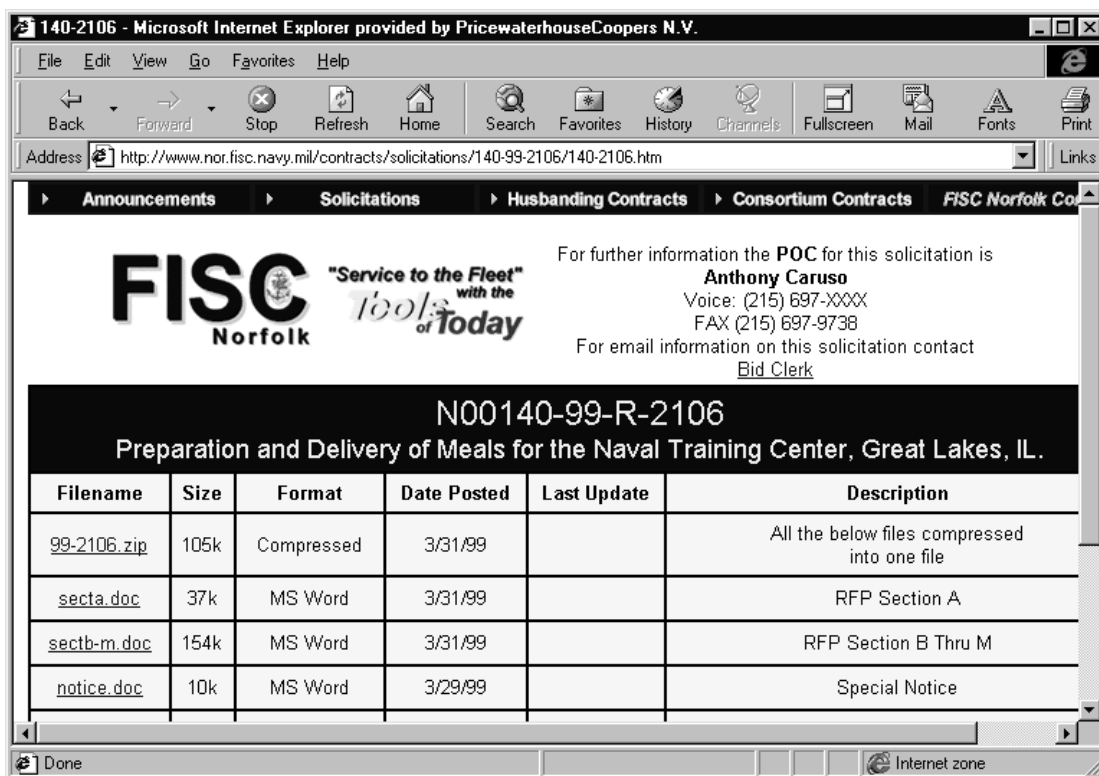 140-2106 - Microsoft Internet Explorer provided by PricewaterhouseCoopers N.V.
File Edit View Go Favorites Help
Back Forward Stop Refresh Home Search Favorites History Channels Fullscreen Mail Fonts Print
Address http://www.nor.fisc.navy.mil/contracts/solicitations/140-99-2106/140-2106.htm Links
Announcements Solicitations Husbanding Contracts Consortium Contracts FISC Norfolk
FISC
Norfolk
"Service to the Fleet"
with the
Tools
of Today
For further information the POC for this solicitation is
Anthony Caruso
Voice: (215) 697-XXXX
FAX (215) 697-9738
For email information on this solicitation contact
Bid Clerk
N00140-99-R-2106
Preparation and Delivery of Meals for the Naval Training Center, Great Lakes, IL.
Filename Size Format Date Posted Last Update Description
99-2106.zip 105k Compressed 3/31/99 All the below files compressed
into one file
secta.doc 37k MS Word 3/31/99 RFP Section A
sectb-m.doc 154k MS Word 3/31/99 RFP Section B Thru M
notice.doc 10k MS Word 3/29/99 Special Notice
Done Internet zone